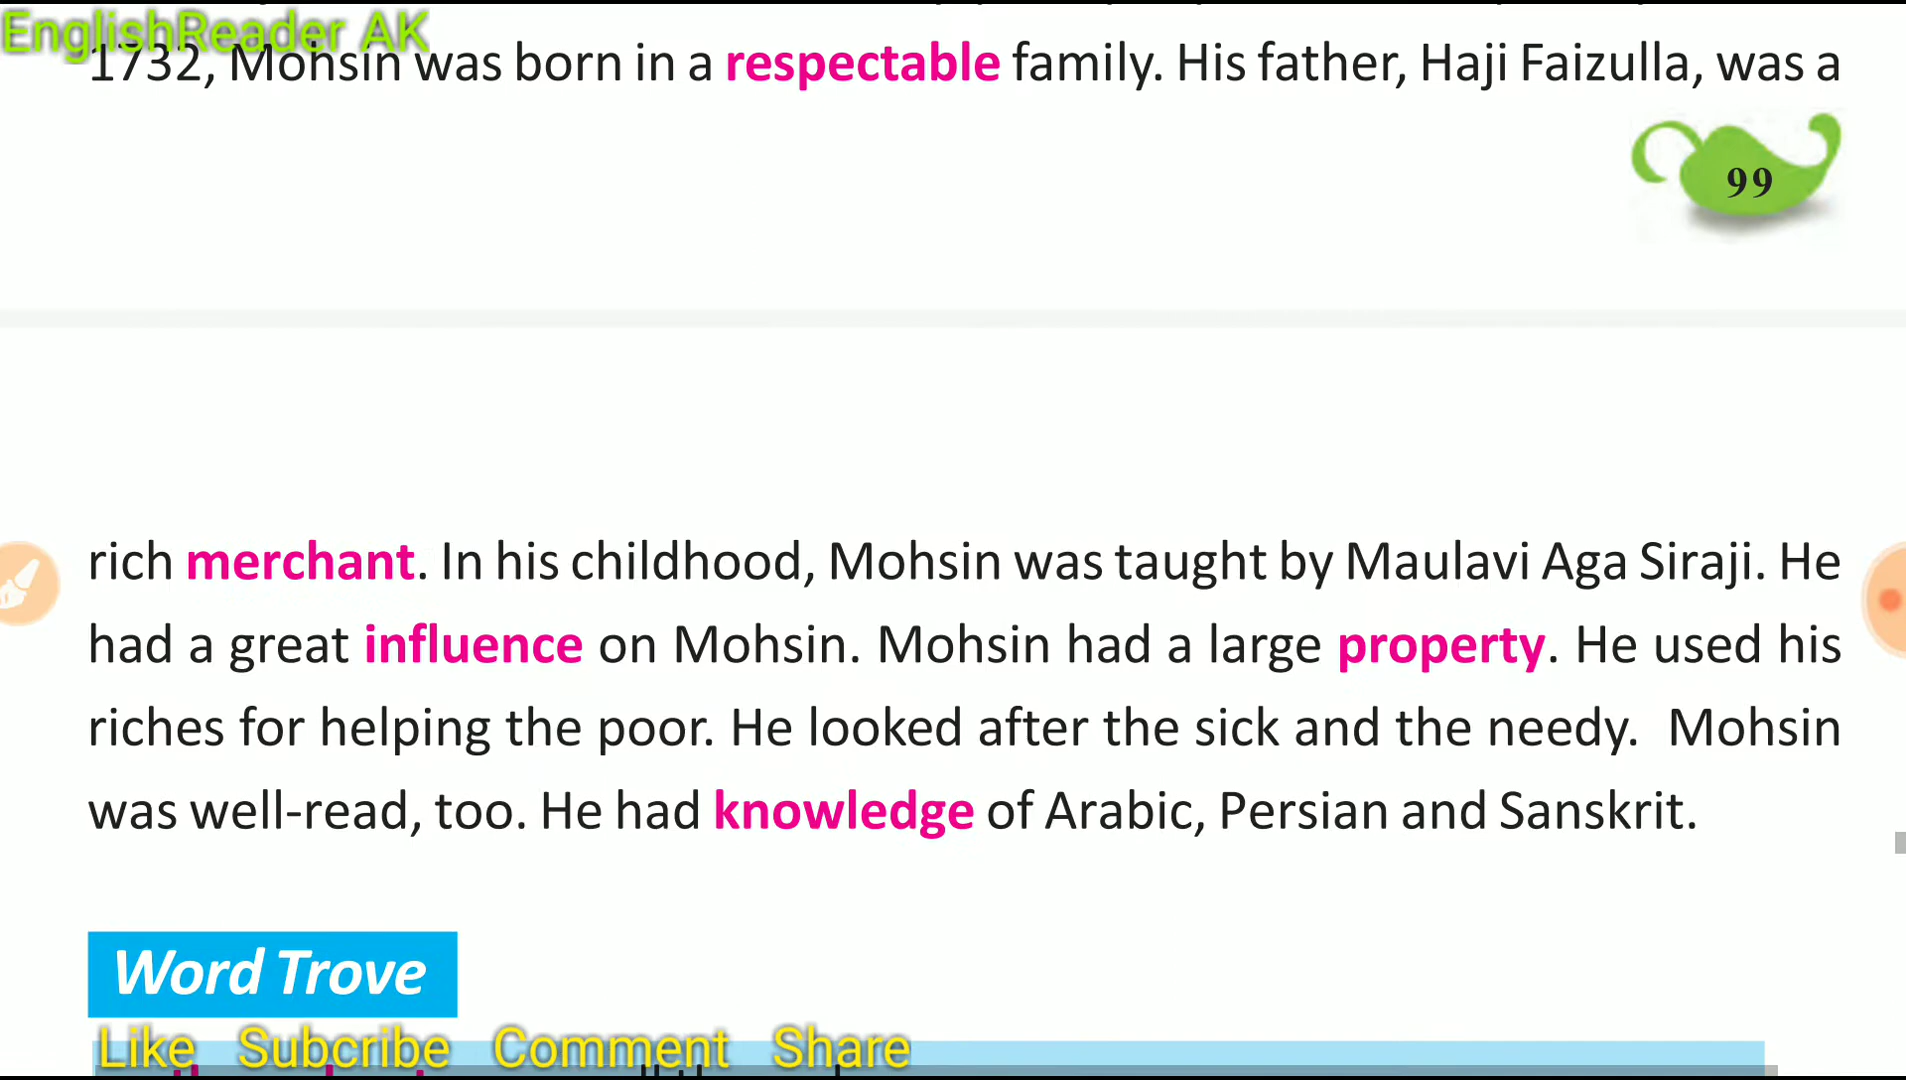 EnglishReader AK
1732, Mohsin was born in a respectable family. His father, Haji Faizulla, was a
99
rich merchant. In his childhood, Mohsin was taught by Maulavi Aga Siraji. He
had a great influence on Mohsin. Mohsin had a large property. He used his
riches for helping the poor. He looked after the sick and the needy. Mohsin
was well-read, too. He had knowledge of Arabic, Persian and Sanskrit.
Word Trove
Like Subcribe Comment Share